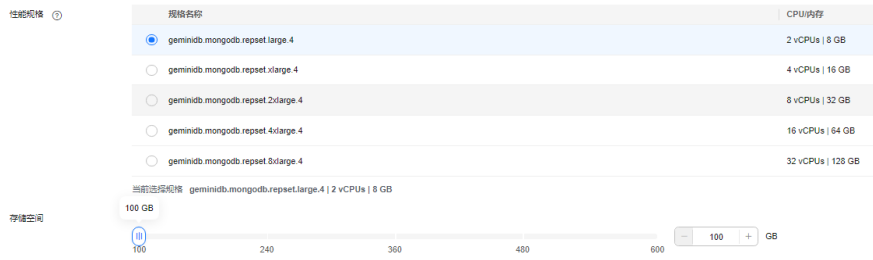 性能规格 ?
规格名称 CPU/内存
geminidb.mongodb.repset.large.4 2 vCPUs | 8 GB
geminidb.mongodb.repset.xlarge.4 4 vCPUs | 16 GB
geminidb.mongodb.repset.2xlarge.4 8 vCPUs | 32 GB
geminidb.mongodb.repset.4xlarge.4 16 vCPUs | 64 GB
geminidb.mongodb.repset.8xlarge.4 32 vCPUs | 128 GB
当前选择规格 geminidb.mongodb.repset.large.4 | 2 vCPUs | 8 GB
存储空间
100 GB
− 100 + GB
100 240 360 480 600